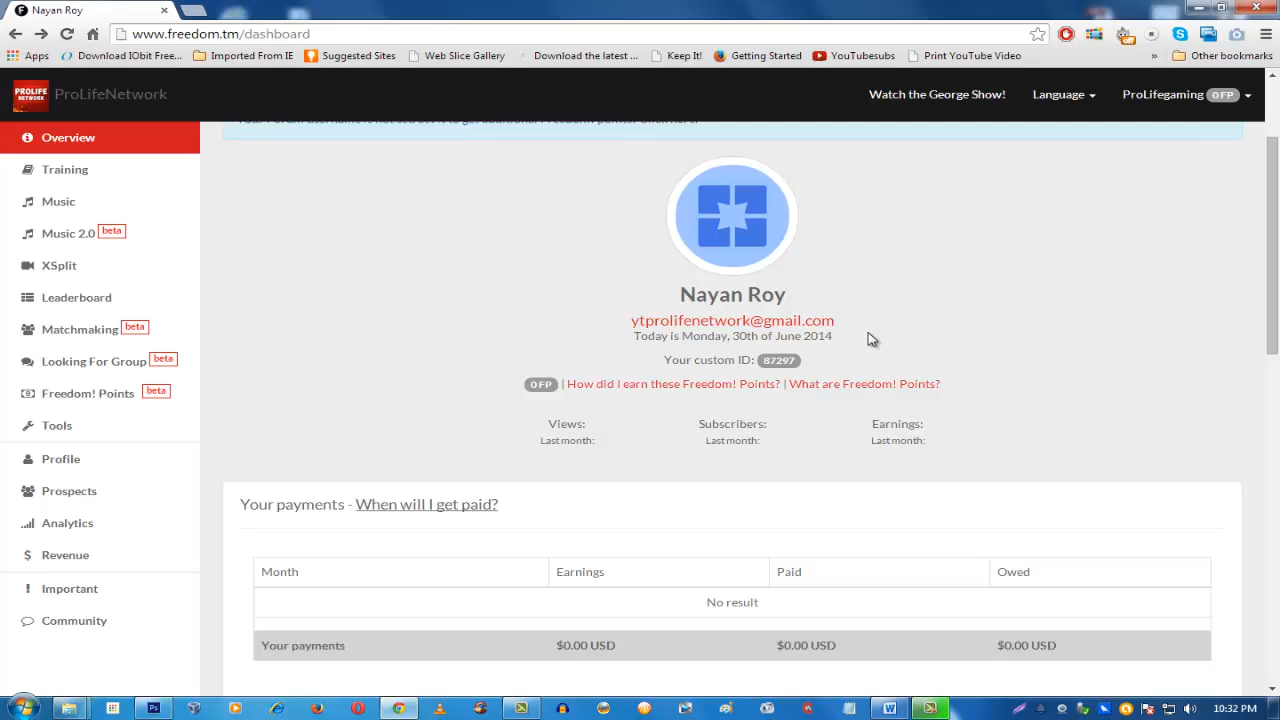 Nayan Roy
www.freedom.tm/dashboard
Apps
Download IObit Free...
Imported From IE
Suggested Sites
Web Slice Gallery
Download the latest ...
Keep It!
Getting Started
YouTubesubs
Print YouTube Video
»
Other bookmarks
PROLIFE
NETWORK
ProLifeNetwork
Watch the George Show!
Language
ProLifegaming 0FP
Overview
Training
Music
Music 2.0 beta
XSplit
Leaderboard
Matchmaking beta
Looking For Group beta
Freedom! Points beta
Tools
Profile
Prospects
Analytics
Revenue
Important
Community
Nayan Roy
ytprolifenetwork@gmail.com
Today is Monday, 30th of June 2014
Your custom ID: 87297
0FP | How did I earn these Freedom! Points? | What are Freedom! Points?
Views: Subscribers: Earnings:
Last month: Last month: Last month:
Your payments - When will I get paid?
Month Earnings Paid Owed
No result
Your payments $0.00 USD $0.00 USD $0.00 USD
10:32 PM